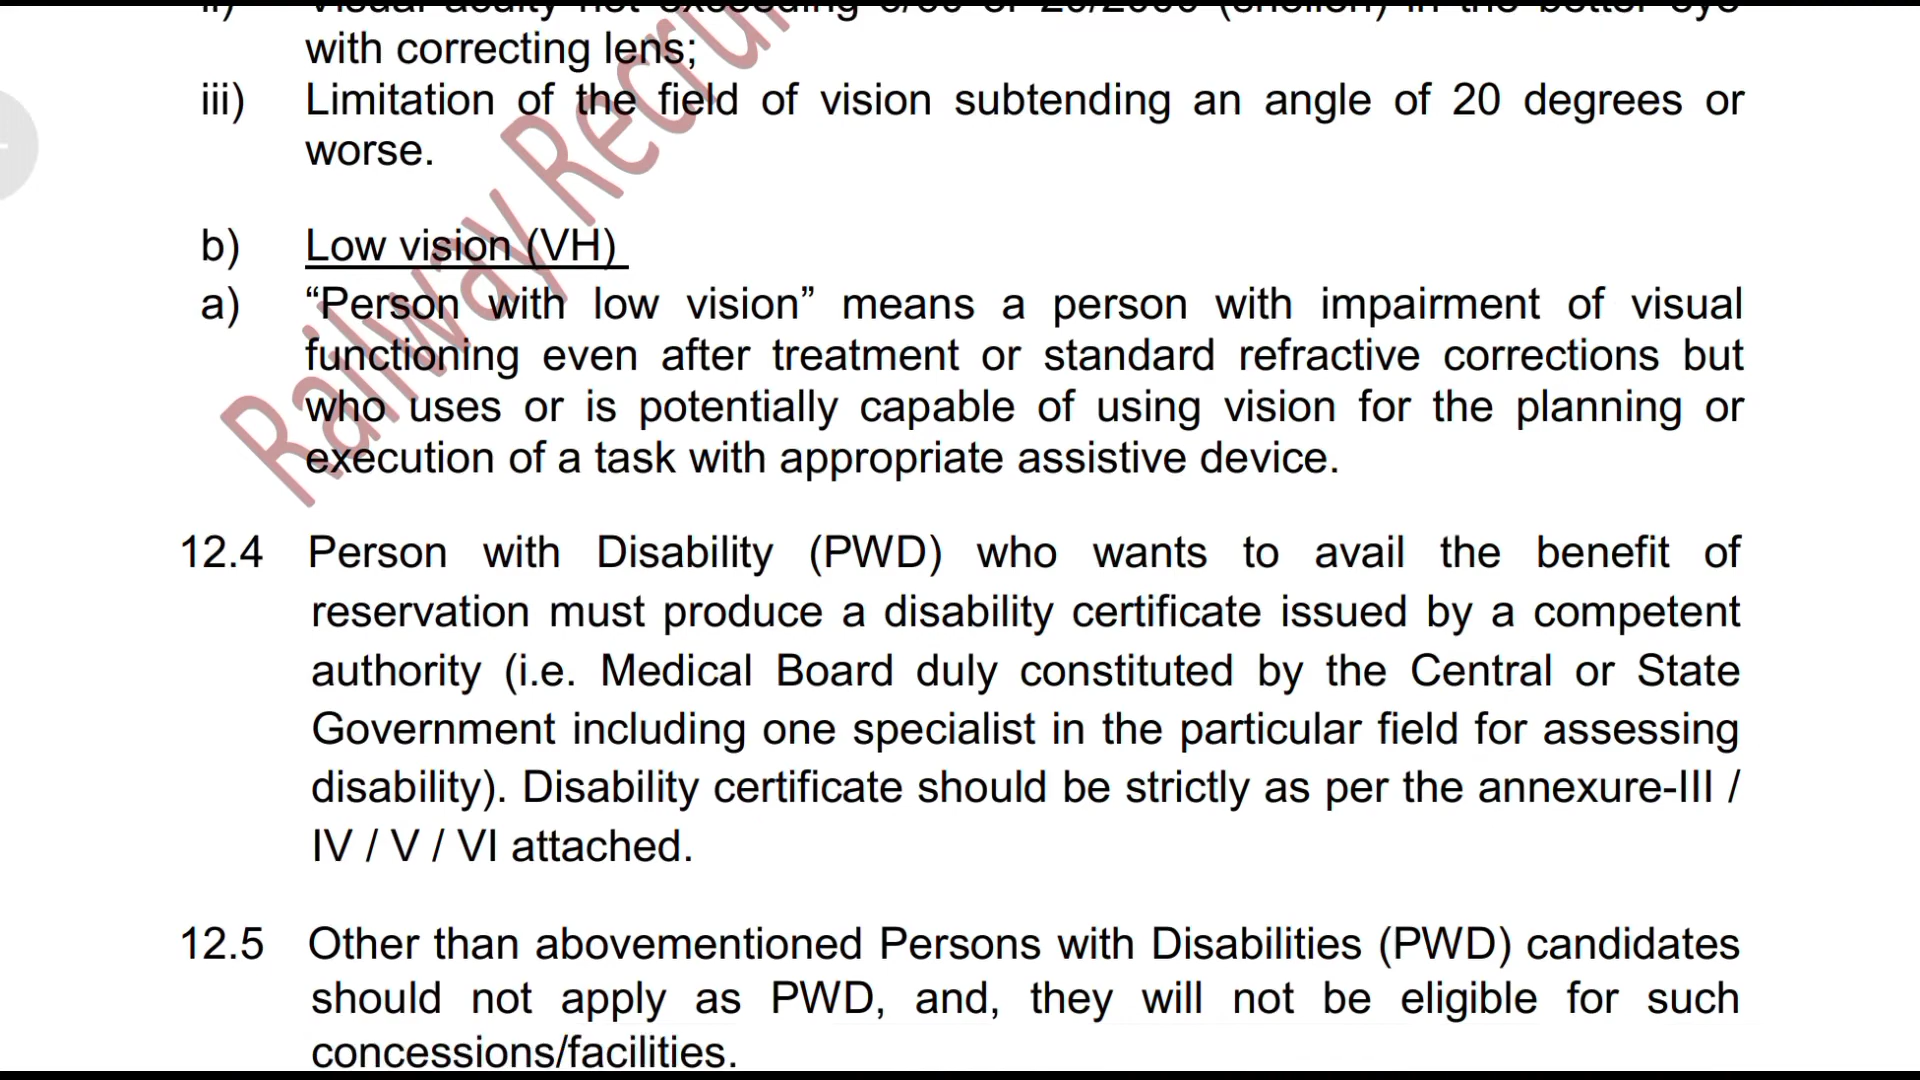 with correcting lens;
iii) Limitation of the field of vision subtending an angle of 20 degrees or
worse.
b) Low vision (VH)
a) “Person with low vision” means a person with impairment of visual
functioning even after treatment or standard refractive corrections but
who uses or is potentially capable of using vision for the planning or
execution of a task with appropriate assistive device.
12.4 Person with Disability (PWD) who wants to avail the benefit of
reservation must produce a disability certificate issued by a competent
authority (i.e. Medical Board duly constituted by the Central or State
Government including one specialist in the particular field for assessing
disability). Disability certificate should be strictly as per the annexure-III /
IV / V / VI attached.
12.5 Other than abovementioned Persons with Disabilities (PWD) candidates
should not apply as PWD, and, they will not be eligible for such
concessions/facilities.
Railway